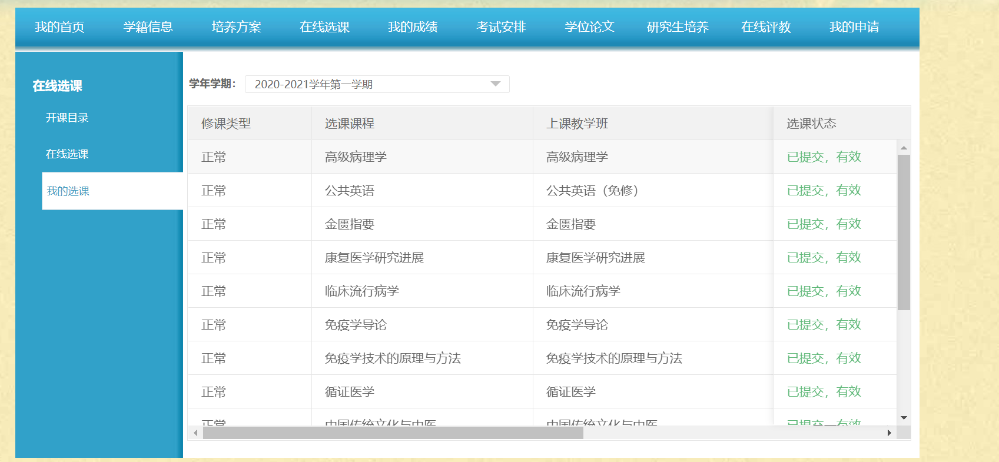 我的首页 学籍信息 培养方案 在线选课 我的成绩 考试安排 学位论文 研究生培养 在线评教 我的申请
在线选课
开课目录
在线选课
我的选课
学年学期： 2020-2021学年第一学期
修课类型 选课课程 上课教学班 选课状态
正常 高级病理学 高级病理学 已提交，有效
正常 公共英语 公共英语（免修） 已提交，有效
正常 金匮指要 金匮指要 已提交，有效
正常 康复医学研究进展 康复医学研究进展 已提交，有效
正常 临床流行病学 临床流行病学 已提交，有效
正常 免疫学导论 免疫学导论 已提交，有效
正常 免疫学技术的原理与方法 免疫学技术的原理与方法 已提交，有效
正常 循证医学 循证医学 已提交，有效
正常 中国传统文化与中医 中国传统文化与中医 已提交，有效